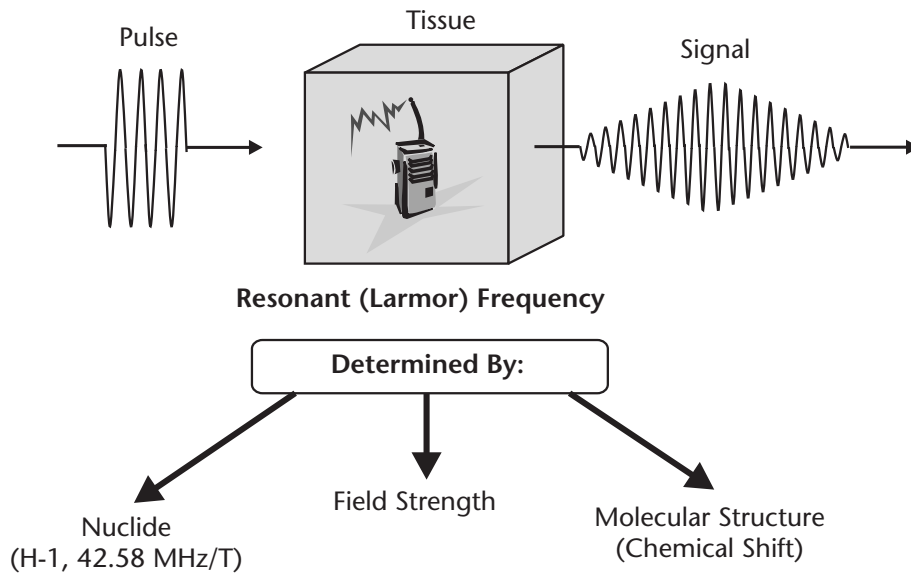 Tissue
Pulse
Signal
Resonant (Larmor) Frequency
Determined By:
Nuclide
(H-1, 42.58 MHz/T)
Field Strength
Molecular Structure
(Chemical Shift)